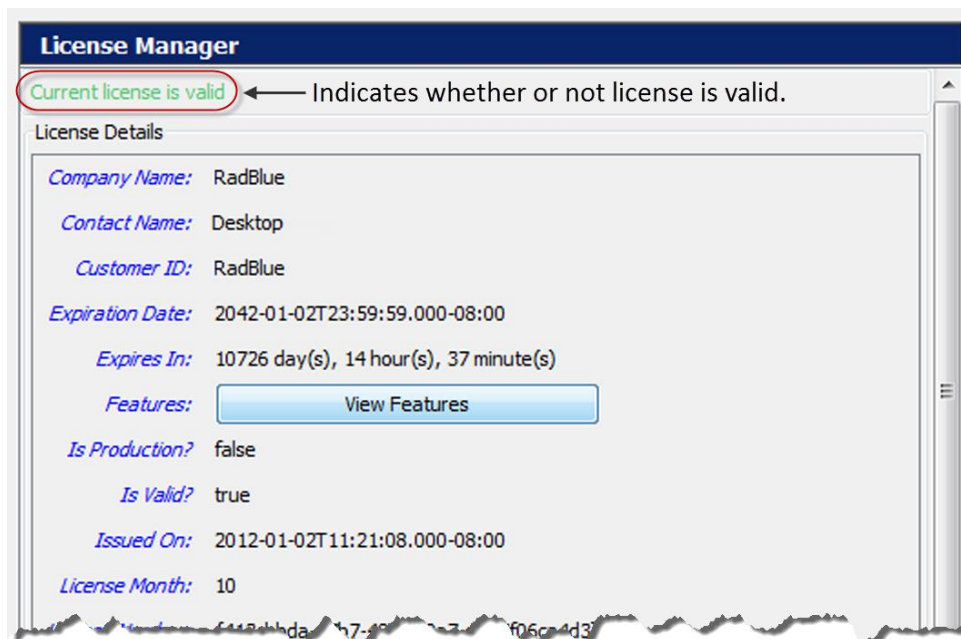 License Manager
Current license is valid
Indicates whether or not license is valid.
License Details
Company Name: RadBlue
Contact Name: Desktop
Customer ID: RadBlue
Expiration Date: 2042-01-02T23:59:59.000-08:00
Expires In: 10726 day(s), 14 hour(s), 37 minute(s)
Features: View Features
Is Production? false
Is Valid? true
Issued On: 2012-01-02T11:21:08.000-08:00
License Month: 10